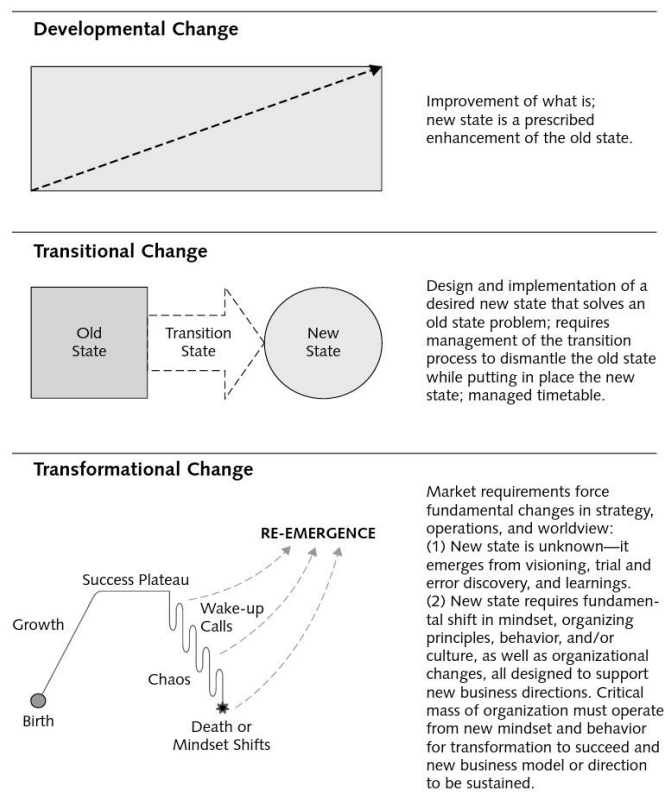 Developmental Change
Improvement of what is;
new state is a prescribed
enhancement of the old state.
Transitional Change
Old
State
Transition
State
New
State
Design and implementation of a
desired new state that solves an
old state problem; requires
management of the transition
process to dismantle the old state
while putting in place the new
state; managed timetable.
Transformational Change
RE-EMERGENCE
Success Plateau
Wake-up
Calls
Growth
Chaos
Birth
Death or
Mindset Shifts
Market requirements force
fundamental changes in strategy,
operations, and worldview:
(1) New state is unknown—it
emerges from visioning, trial and
error discovery, and learnings.
(2) New state requires fundamen-
tal shift in mindset, organizing
principles, behavior, and/or
culture, as well as organizational
changes, all designed to support
new business directions. Critical
mass of organization must operate
from new mindset and behavior
for transformation to succeed and
new business model or direction
to be sustained.